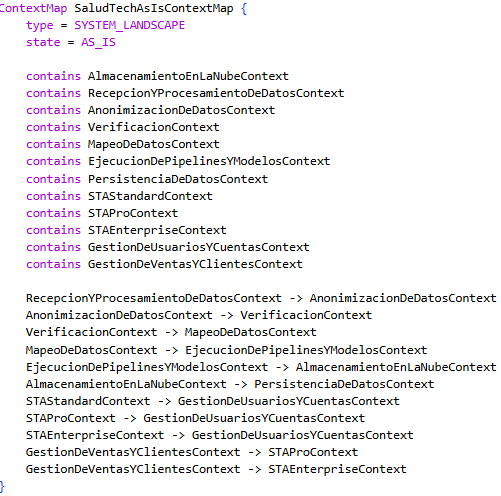 ContextMap SaludTechAsIsContextMap {
type = SYSTEM_LANDSCAPE
state = AS_IS
contains AlmacenamientoEnLaNubeContext
contains RecepcionYProcesamientoDeDatosContext
contains AnonimizacionDeDatosContext
contains VerificacionContext
contains MapeoDeDatosContext
contains EjecucionDePipelinesYModelosContext
contains PersistenciaDeDatosContext
contains STAStandardContext
contains STAProContext
contains STAEnterpriseContext
contains GestionDeUsuariosYCuentasContext
contains GestionDeVentasYClientesContext
RecepcionYProcesamientoDeDatosContext -> AnonimizacionDeDatosContext
AnonimizacionDeDatosContext -> VerificacionContext
VerificacionContext -> MapeoDeDatosContext
MapeoDeDatosContext -> EjecucionDePipelinesYModelosContext
EjecucionDePipelinesYModelosContext -> AlmacenamientoEnLaNubeContext
AlmacenamientoEnLaNubeContext -> PersistenciaDeDatosContext
STAStandardContext -> GestionDeUsuariosYCuentasContext
STAProContext -> GestionDeUsuariosYCuentasContext
STAEnterpriseContext -> GestionDeUsuariosYCuentasContext
GestionDeVentasYClientesContext -> STAProContext
GestionDeVentasYClientesContext -> STAEnterpriseContext
}